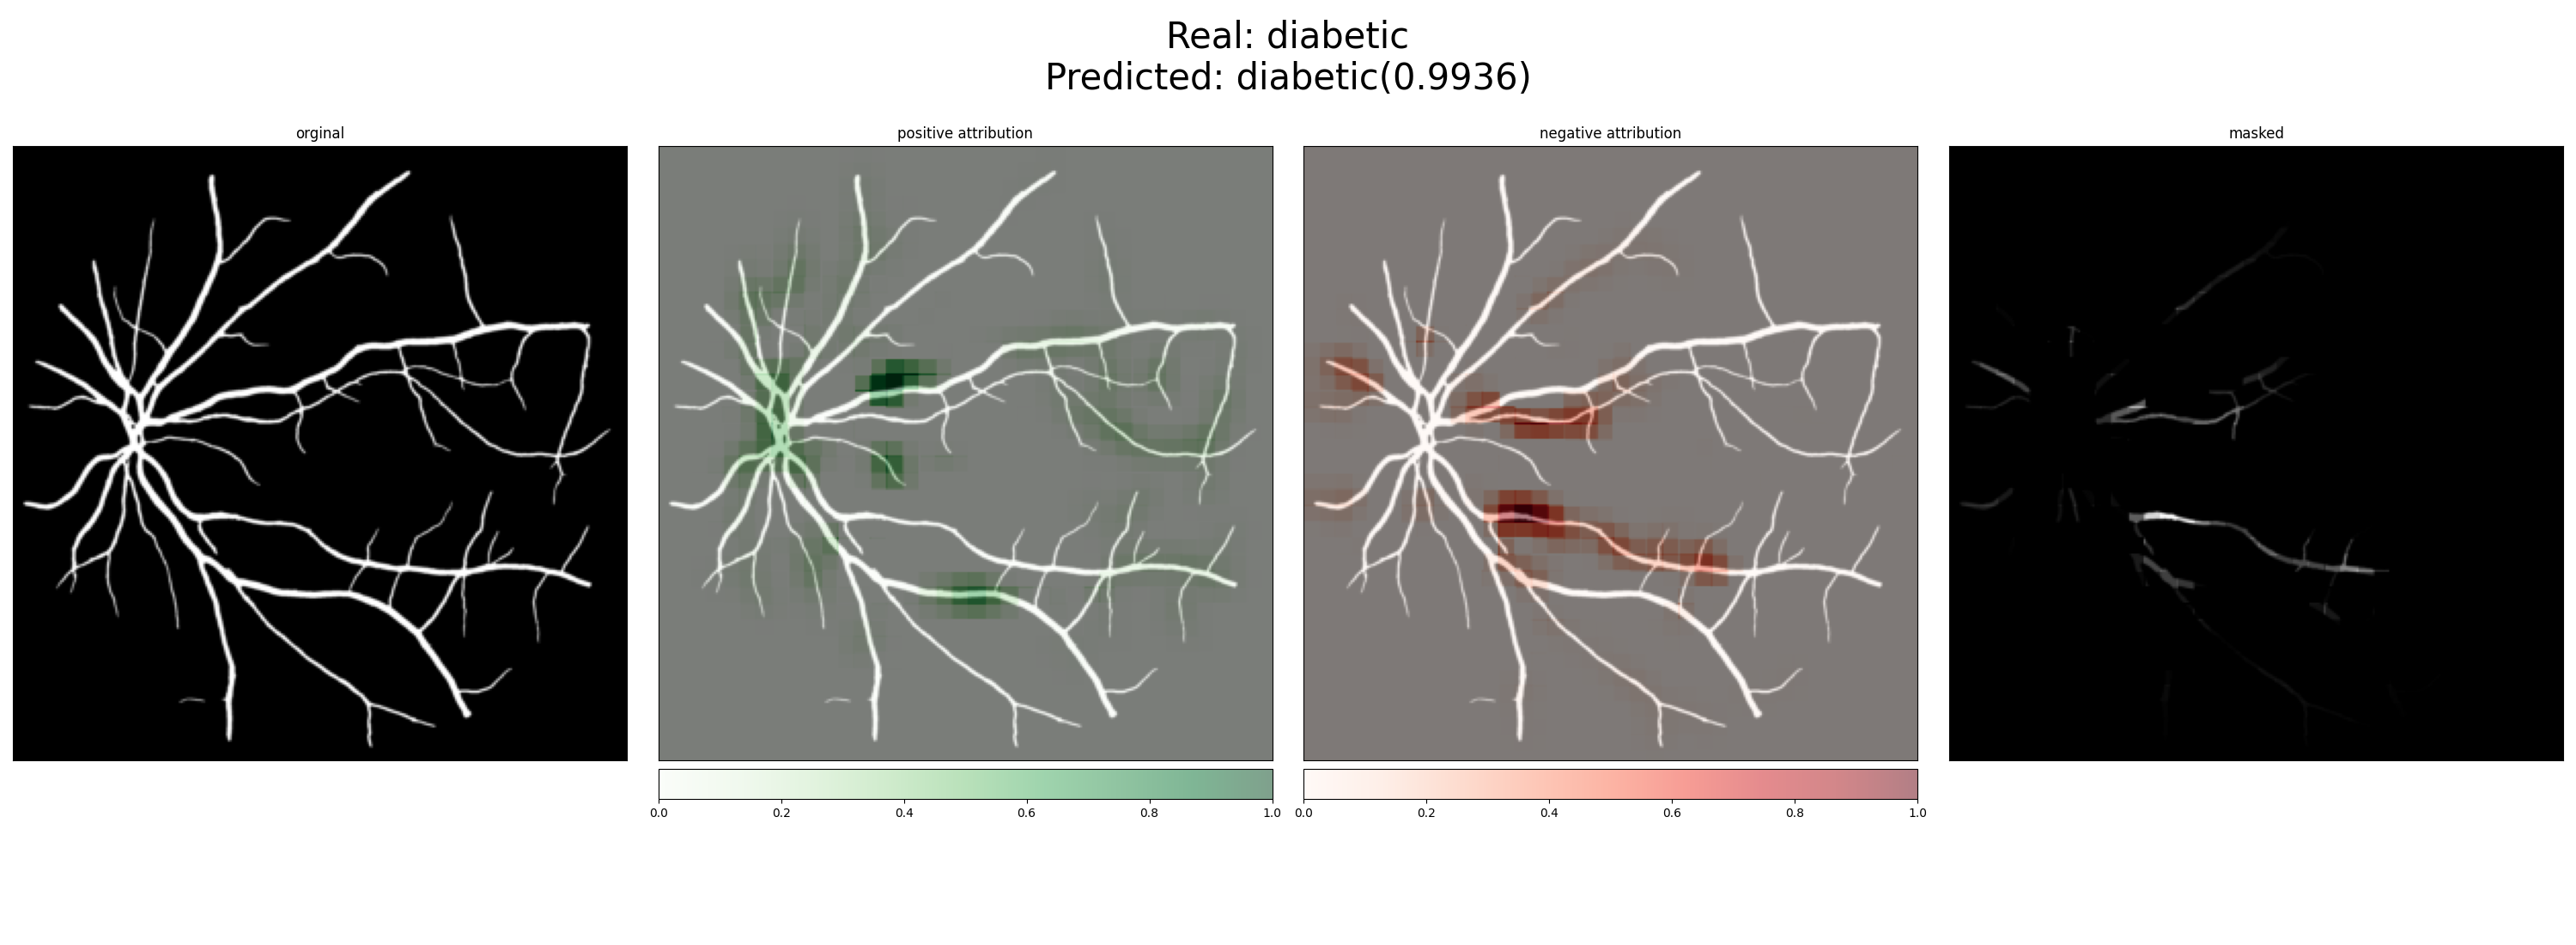 Real: diabetic
Predicted: diabetic(0.9936)
orginal
positive attribution
negative attribution
masked
0.0 0.2 0.4 0.6 0.8 1.0
0.0 0.2 0.4 0.6 0.8 1.0